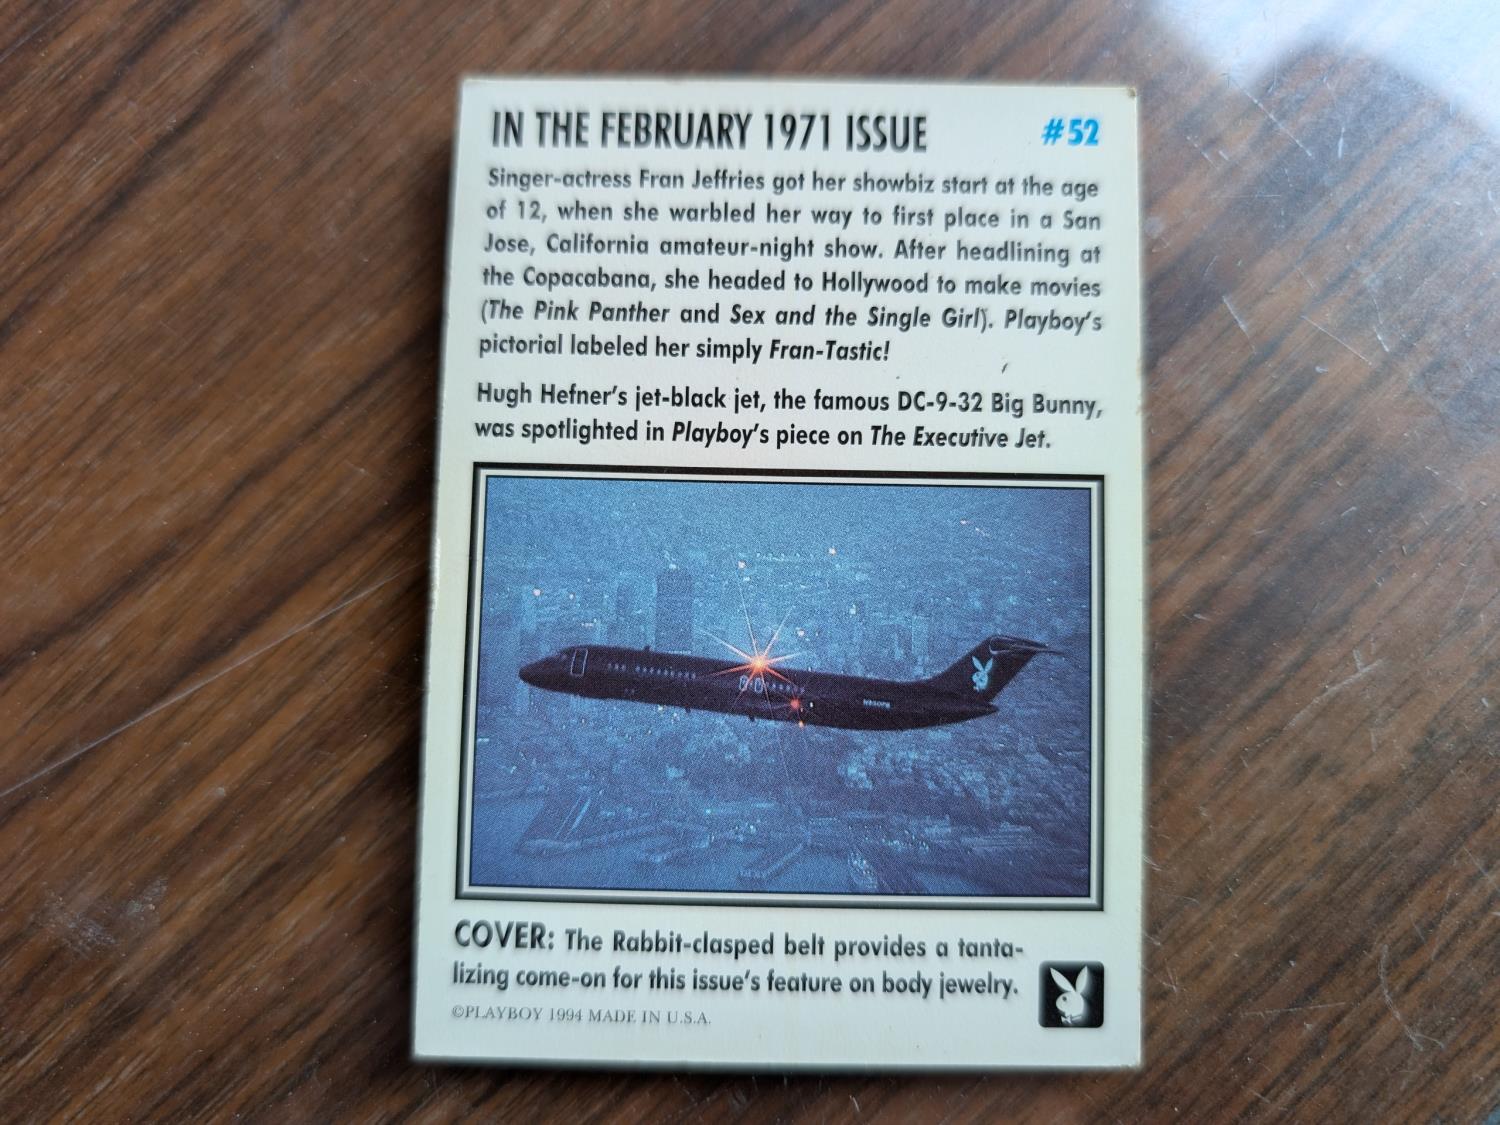 IN THE FEBRUARY 1971 ISSUE #52
Singer-actress Fran Jeffries got her showbiz start at the age
of 12, when she warbled her way to first place in a San
Jose, California amateur-night show. After headlining at
the Copacabana, she headed to Hollywood to make movies
(The Pink Panther and Sex and the Single Girl). Playboy's
pictorial labeled her simply Fran-Tastic!
Hugh Hefner's jet-black jet, the famous DC-9-32 Big Bunny,
was spotlighted in Playboy's piece on The Executive Jet.
COVER: The Rabbit-clasped belt provides a tanta-
lizing come-on for this issue's feature on body jewelry.
©PLAYBOY 1994 MADE IN U.S.A.